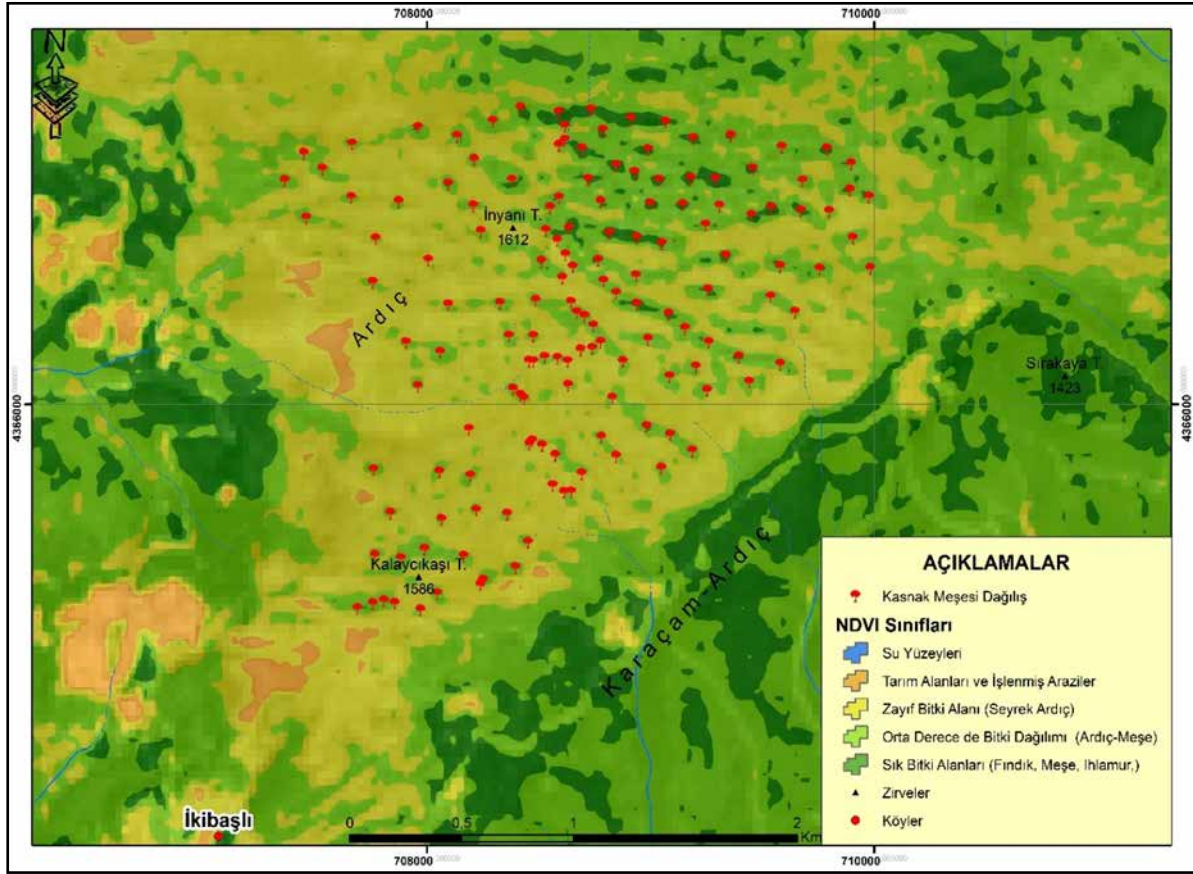 708000
710000
N
İnyanı T.
1612
Ardıç
Sırakaya T.
1423
4366000
4366000
Karaçam-Ardıç
Kalaycıkaşı T.
1586
AÇIKLAMALAR
Kasnak Meşesi Dağılış
NDVI Sınıfları
Su Yüzeyleri
Tarım Alanları ve İşlenmiş Araziler
Zayıf Bitki Alanı (Seyrek Ardıç)
Orta Derece de Bitki Dağılımı (Ardıç-Meşe)
Sık Bitki Alanları (Fındık, Meşe, Ihlamur,)
Zirveler
Köyler
İkibaşlı
0 0,5 1 2
Km
708000
710000